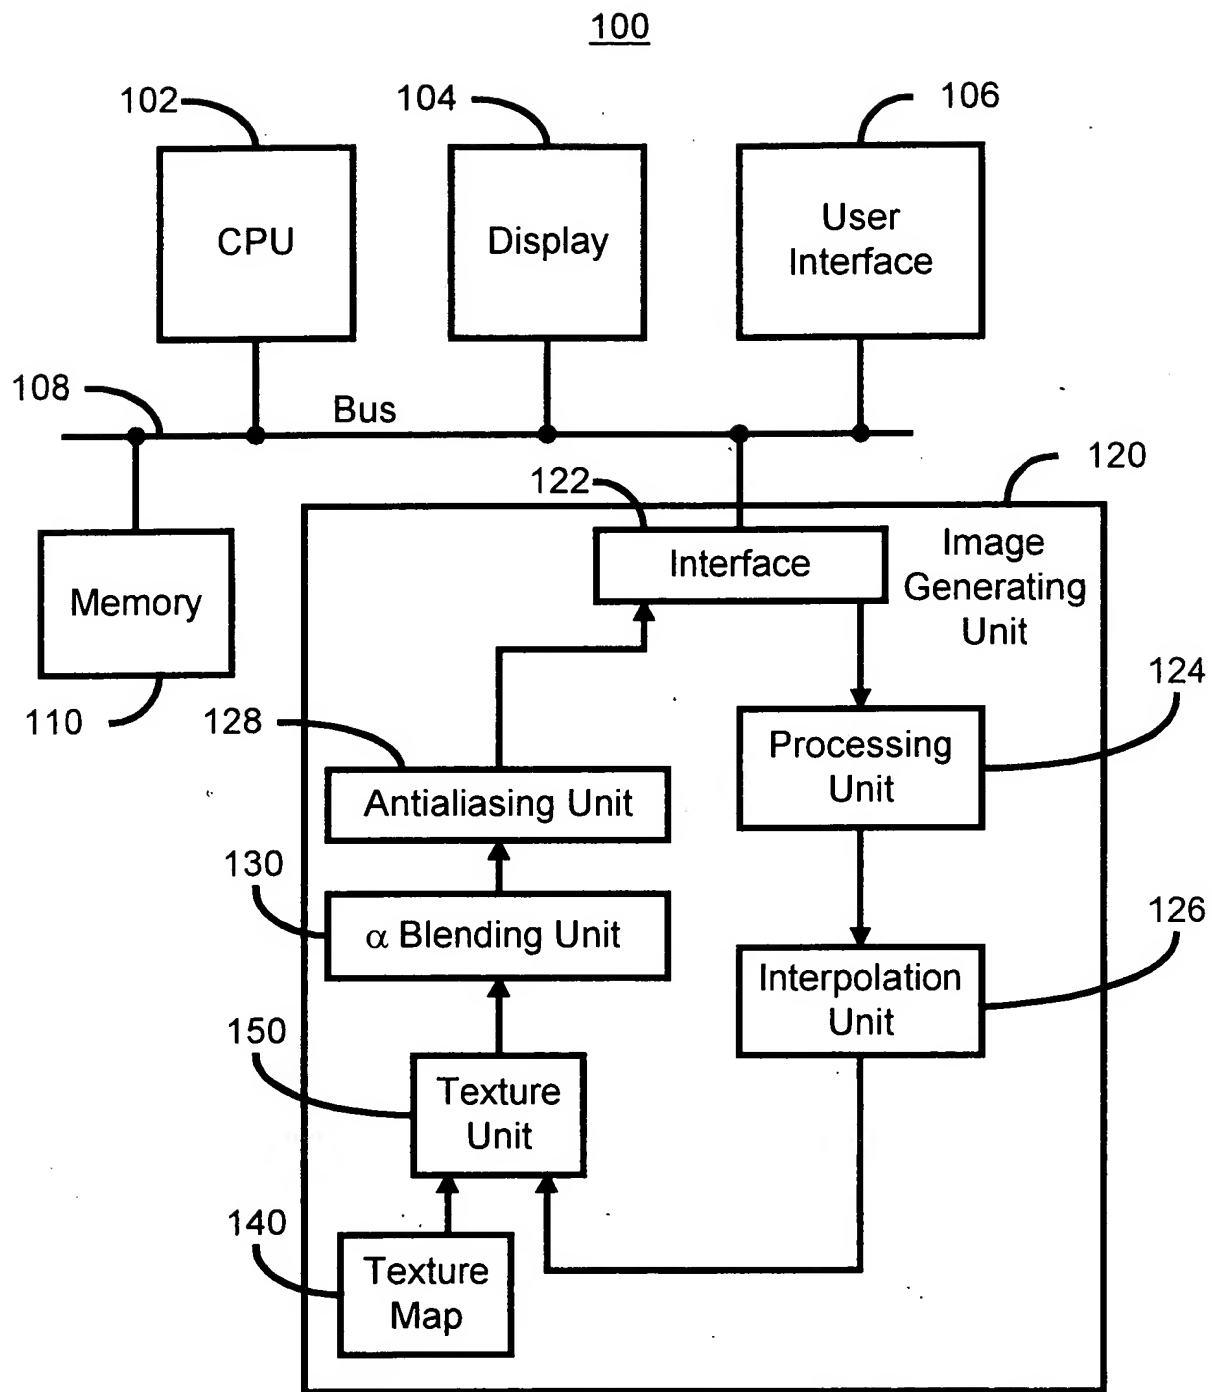 100
102
104
106
CPU
Display
User
Interface
108
Bus
122
120
Interface
Image
Generating
Unit
Memory
110
128
124
Processing
Unit
Antialiasing Unit
130
126
α Blending Unit
Interpolation
Unit
150
Texture
Unit
140
Texture
Map